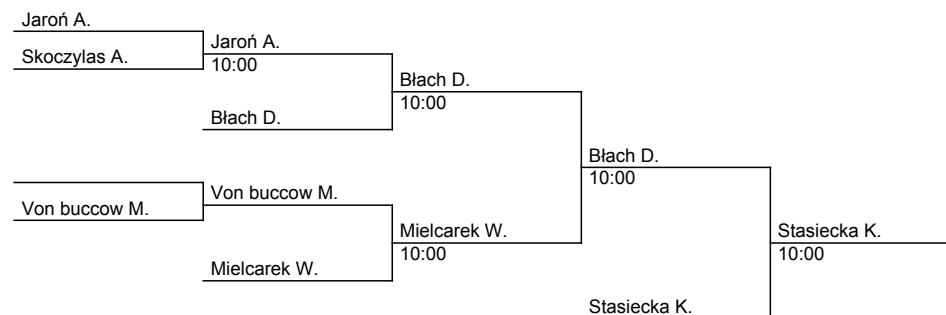 Jaroń A.
Skoczylas A.
Jaroń A.
10:00
Błach D.
Błach D.
10:00
Von buccow M.
Von buccow M.
Mielcarek W.
Mielcarek W.
10:00
Błach D.
10:00
Stasiecka K.
Stasiecka K.
10:00